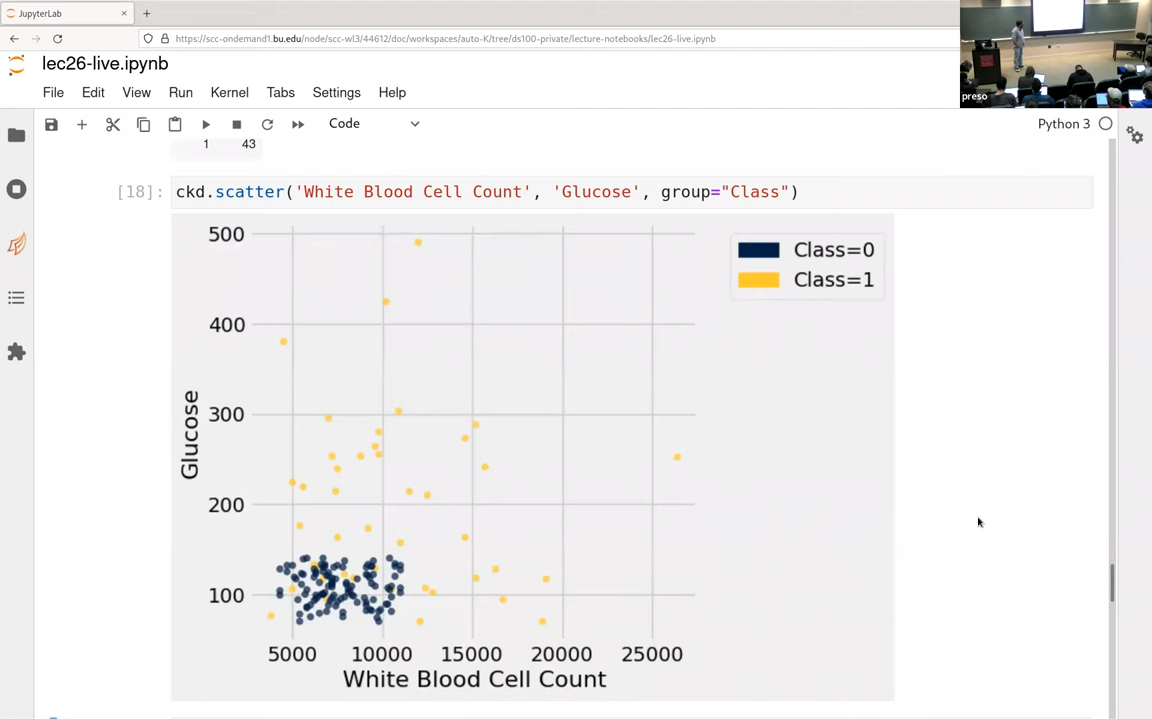 JupyterLab
https://scc-ondemand1.bu.edu/node/scc-wl3/44612/doc/workspaces/auto-K/tree/ds100-private/lecture-notebooks/lec26-live.ipynb
lec26-live.ipynb
preso
File Edit View Run Kernel Tabs Settings Help
Code
Python 3
1 43
[18]: ckd.scatter('White Blood Cell Count', 'Glucose', group="Class")
500
Class=0
Class=1
400
300
200
100
Glucose
5000 10000 15000 20000 25000
White Blood Cell Count